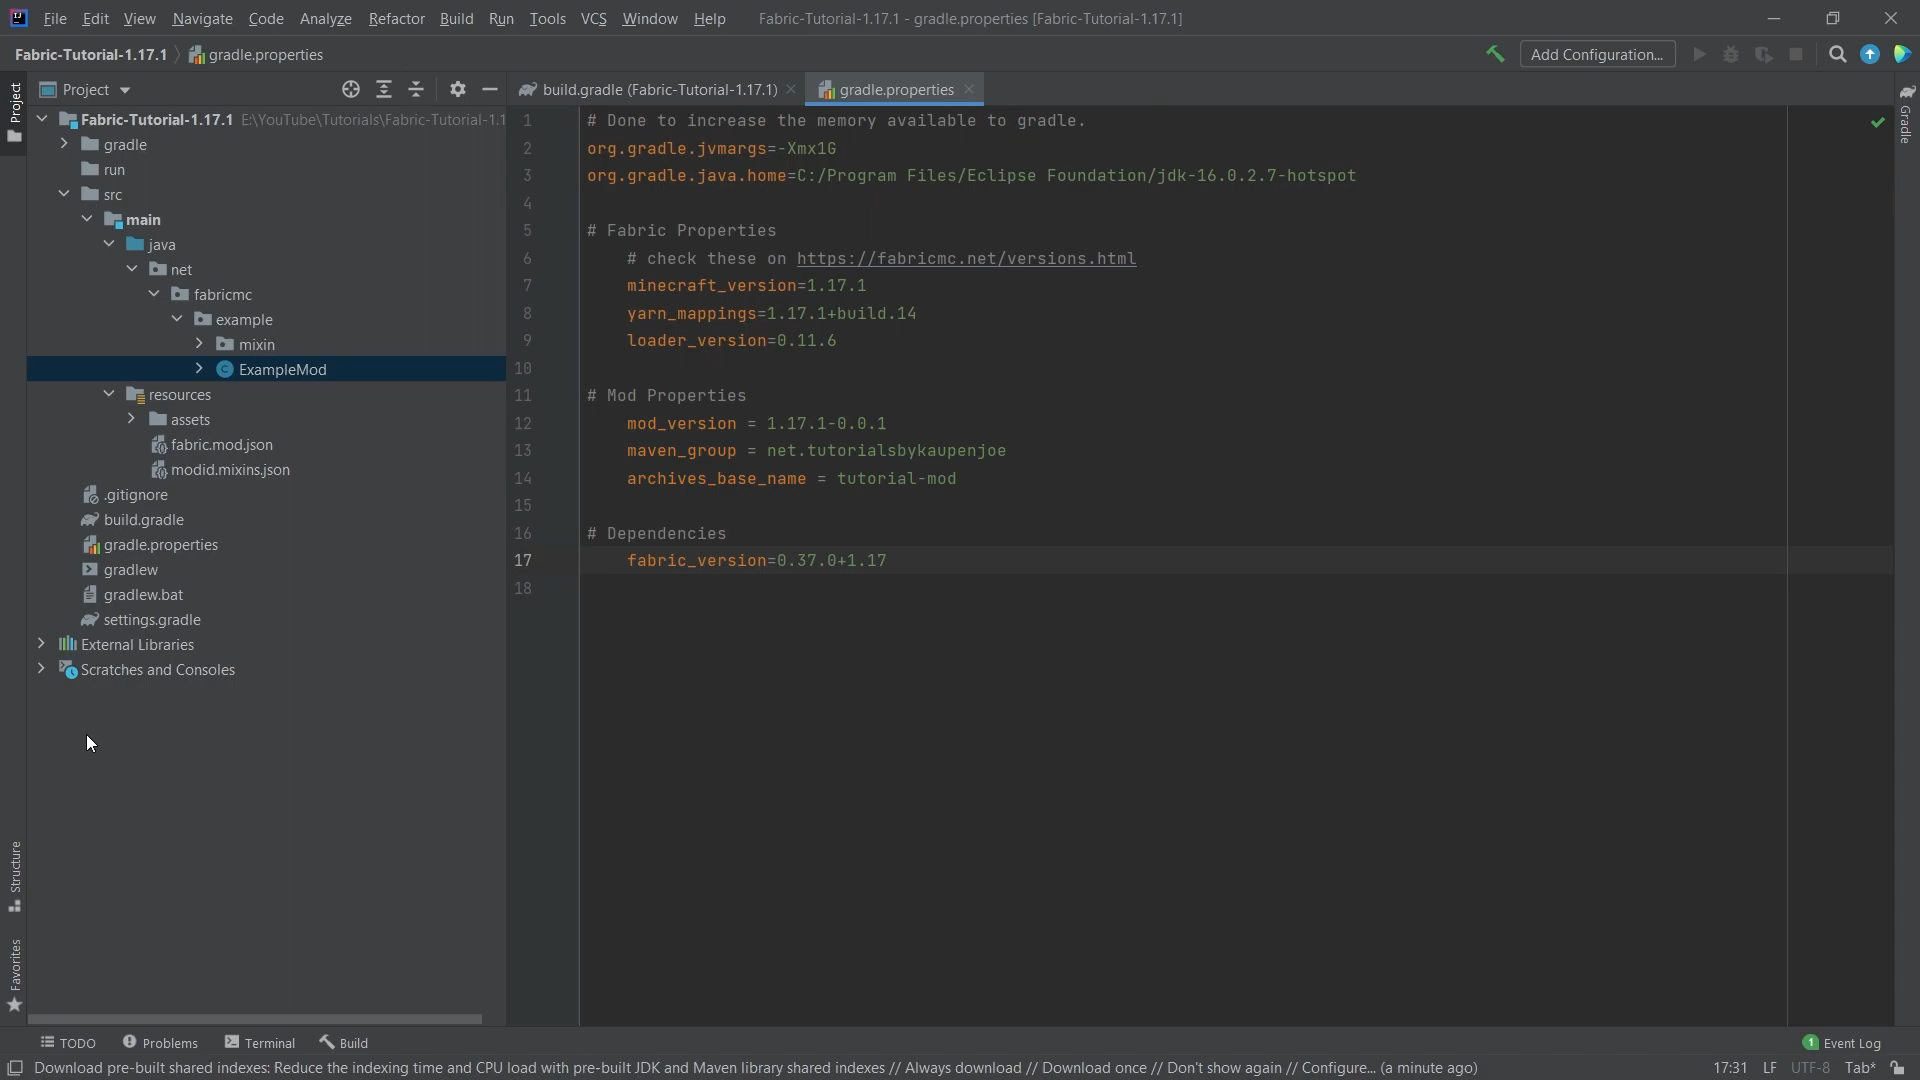 File Edit View Navigate Code Analyze Refactor Build Run Tools VCS Window Help Fabric-Tutorial-1.17.1 - gradle.properties [Fabric-Tutorial-1.17.1]
Fabric-Tutorial-1.17.1 gradle.properties Add Configuration...
Project
Project
build.gradle (Fabric-Tutorial-1.17.1)
gradle.properties
Gradle
Fabric-Tutorial-1.17.1 E:\YouTube\Tutorials\Fabric-Tutorial-1.1
gradle
run
src
main
java
net
fabricmc
example
mixin
ExampleMod
resources
assets
fabric.mod.json
modid.mixins.json
.gitignore
build.gradle
gradle.properties
gradlew
gradlew.bat
settings.gradle
External Libraries
Scratches and Consoles
1 # Done to increase the memory available to gradle.
2 org.gradle.jvmargs=-Xmx1G
3 org.gradle.java.home=C:/Program Files/Eclipse Foundation/jdk-16.0.2.7-hotspot
4
5 # Fabric Properties
6 # check these on https://fabricmc.net/versions.html
7 minecraft_version=1.17.1
8 yarn_mappings=1.17.1+build.14
9 loader_version=0.11.6
10
11 # Mod Properties
12 mod_version = 1.17.1-0.0.1
13 maven_group = net.tutorialsbykaupenjoe
14 archives_base_name = tutorial-mod
15
16 # Dependencies
17 fabric_version=0.37.0+1.17
18
Structure
Favorites
TODO Problems Terminal Build 1 Event Log
Download pre-built shared indexes: Reduce the indexing time and CPU load with pre-built JDK and Maven library shared indexes // Always download // Download once // Don't show again // Configure... (a minute ago) 17:31 LF UTF-8 Tab*